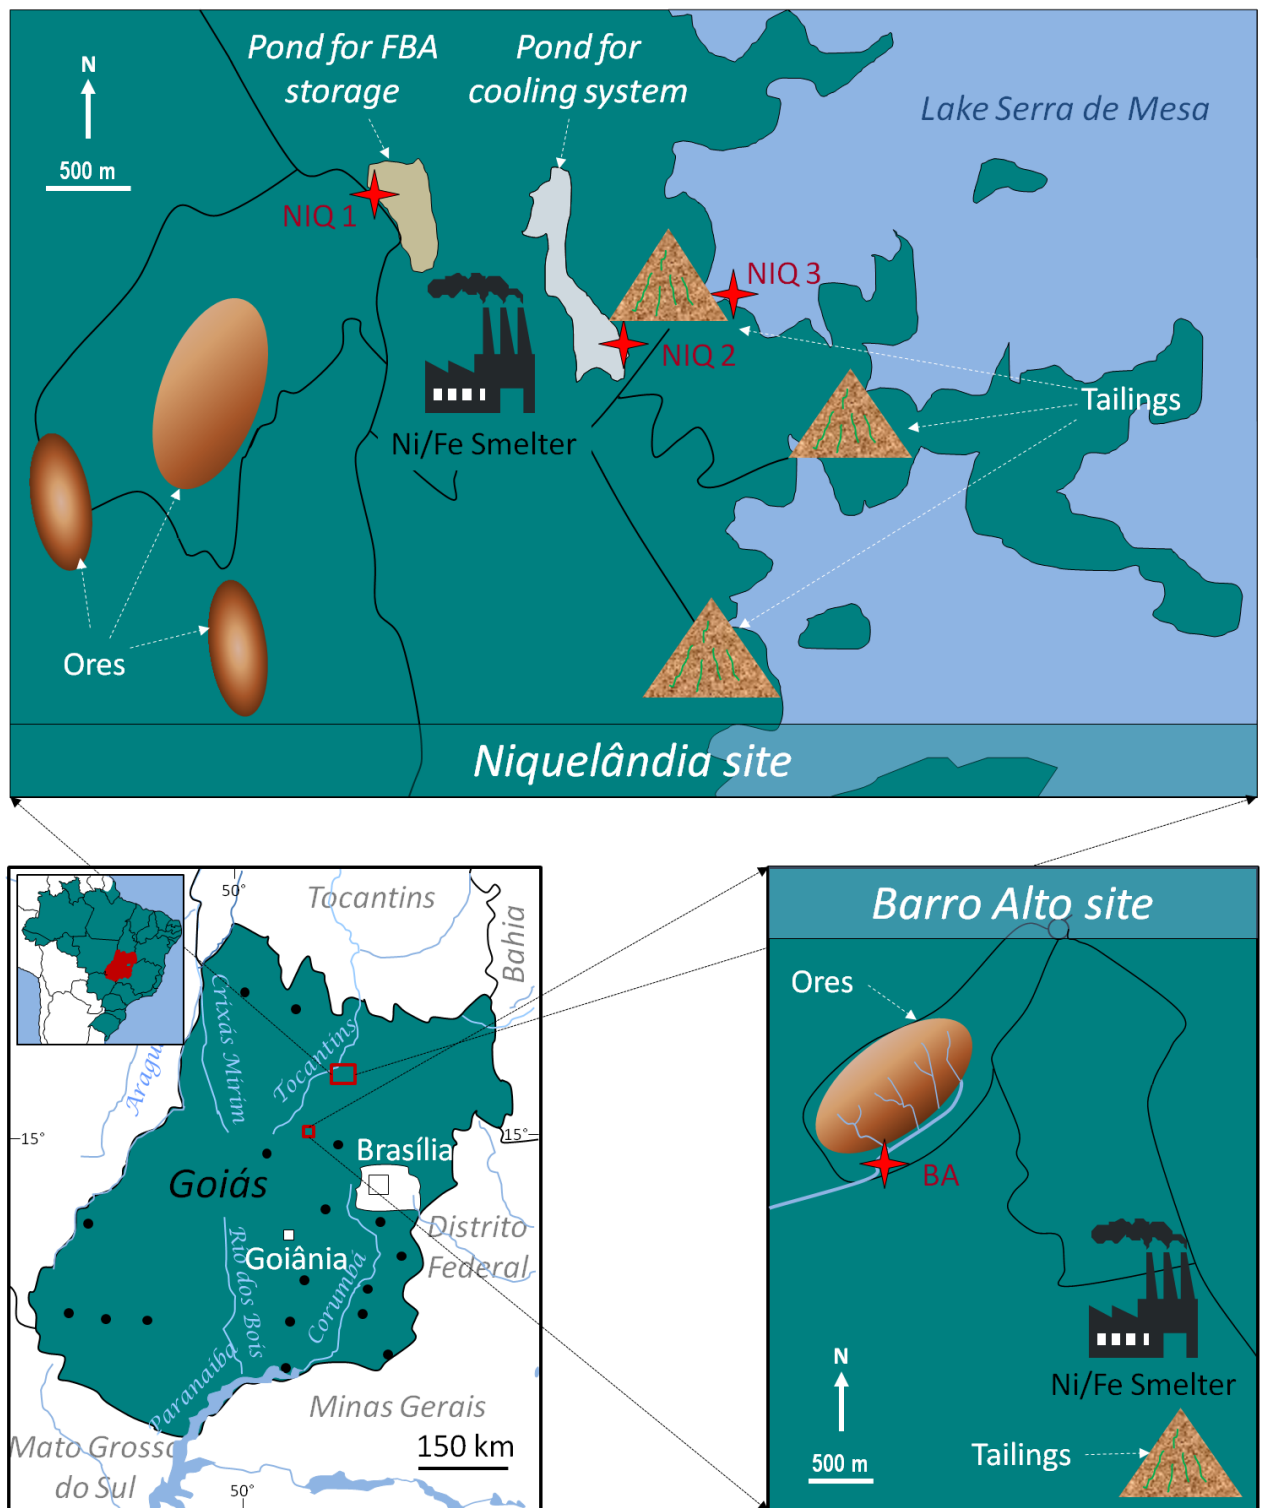 Pond for FBA
storage
Pond for
cooling system
N
500 m
Lake Serra de Mesa
NIQ 1
NIQ 3
NIQ 2
Tailings
Ni/Fe Smelter
Ores
Niquelândia site
50°
Tocantins
Bahia
Crixás Mirim
Tocantins
Aragu
15°
15°
Brasília
Goiás
Distrito
Federal
Goiânia
Rio dos Bois
Corumbá
Paranaíba
Minas Gerais
150 km
Mato Grosso
do Sul
50°
Barro Alto site
Ores
BA
N
500 m
Ni/Fe Smelter
Tailings